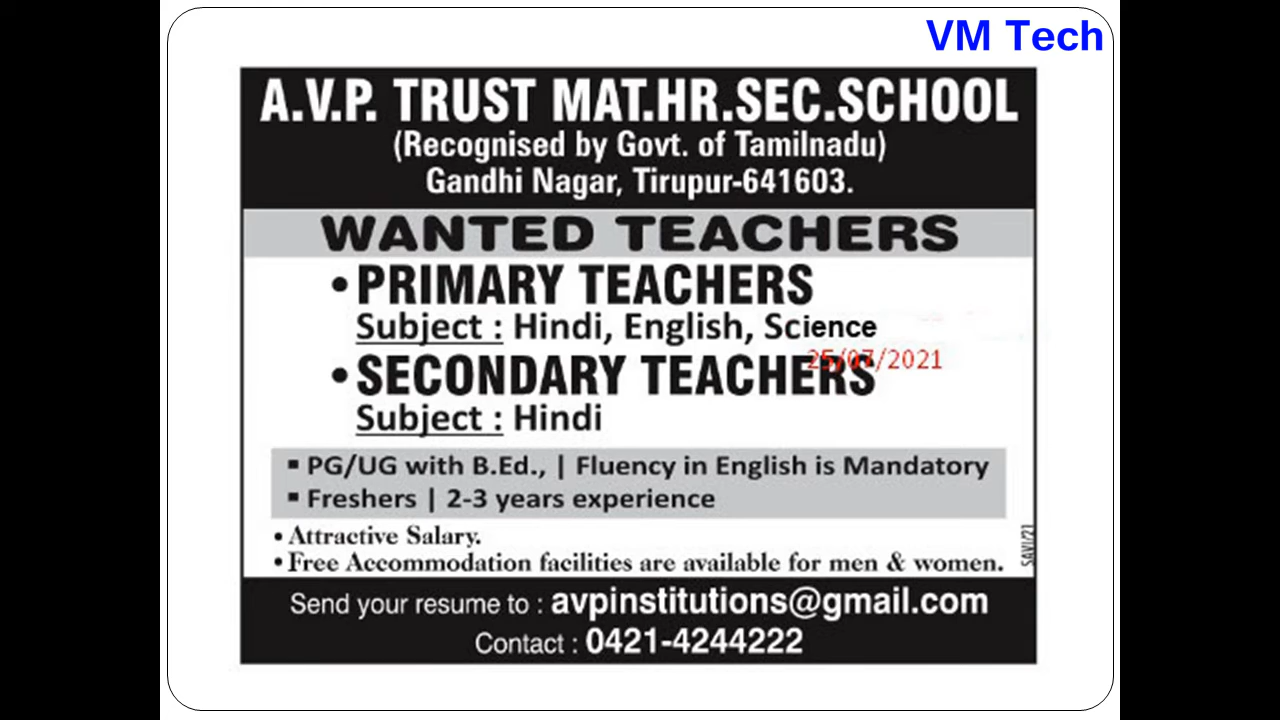 VM Tech
A.V.P. TRUST MAT.HR.SEC.SCHOOL
(Recognised by Govt. of Tamilnadu)
Gandhi Nagar, Tirupur-641603.
WANTED TEACHERS
• PRIMARY TEACHERS
Subject : Hindi, English, Science
25/07/2021
• SECONDARY TEACHERS
Subject : Hindi
▪ PG/UG with B.Ed., | Fluency in English is Mandatory
▪ Freshers | 2-3 years experience
• Attractive Salary.
• Free Accommodation facilities are available for men & women.
SAVI/21
Send your resume to : avpinstitutions@gmail.com
Contact : 0421-4244222